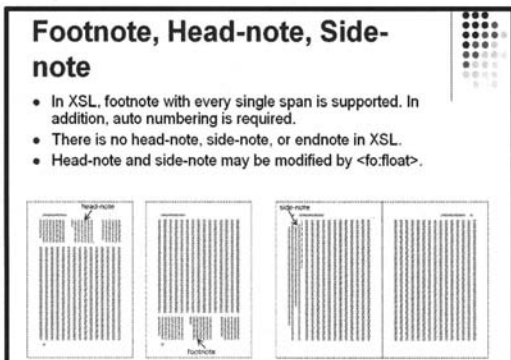 Footnote, Head-note, Side-
note
• In XSL, footnote with every single span is supported. In
addition, auto numbering is required.
• There is no head-note, side-note, or endnote in XSL.
• Head-note and side-note may be modified by <fo:float>.
head-note
side-note
footnote